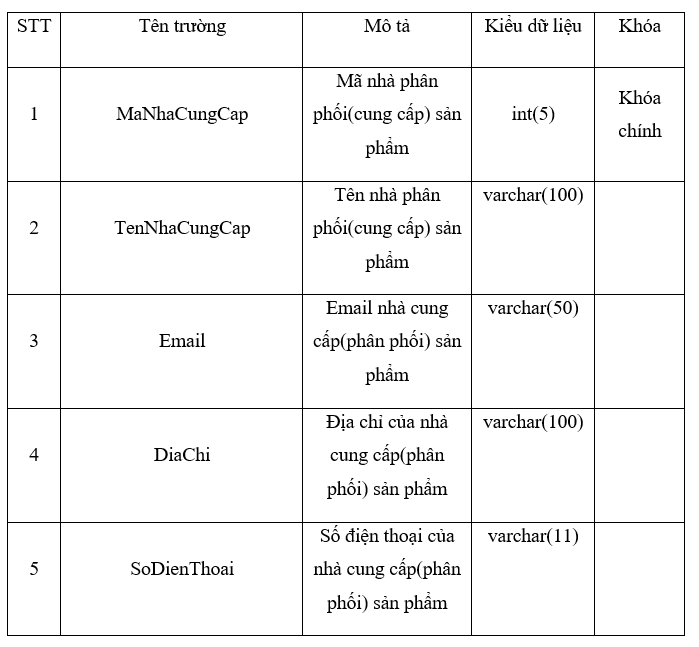 STT Tên trường Mô tả Kiểu dữ liệu Khóa
1 MaNhaCungCap Mã nhà phân
phối(cung cấp) sản
phẩm int(5) Khóa
chính
2 TenNhaCungCap Tên nhà phân
phối(cung cấp) sản
phẩm varchar(100)
3 Email Email nhà cung
cấp(phân phối) sản
phẩm varchar(50)
4 DiaChi Địa chỉ của nhà
cung cấp(phân
phối) sản phẩm varchar(100)
5 SoDienThoai Số điện thoại của
nhà cung cấp(phân
phối) sản phẩm varchar(11)